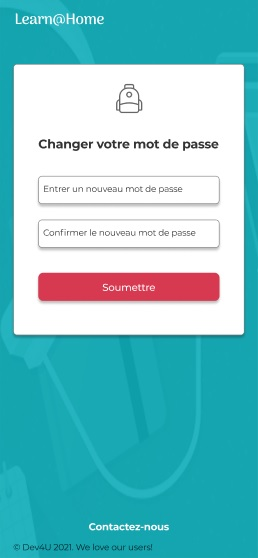 Learn@Home
Changer votre mot de passe
Entrer un nouveau mot de passe
Confirmer le nouveau mot de passe
Soumettre
Contactez-nous
© Dev4U 2021. We love our users!